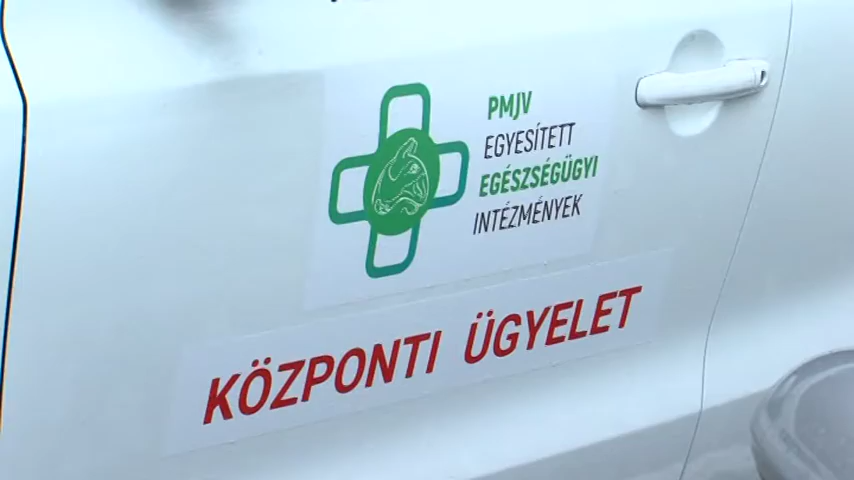 PMJV
EGYESÍTETT
EGÉSZSÉGÜGYI
INTÉZMÉNYEK
KÖZPONTI ÜGYELET